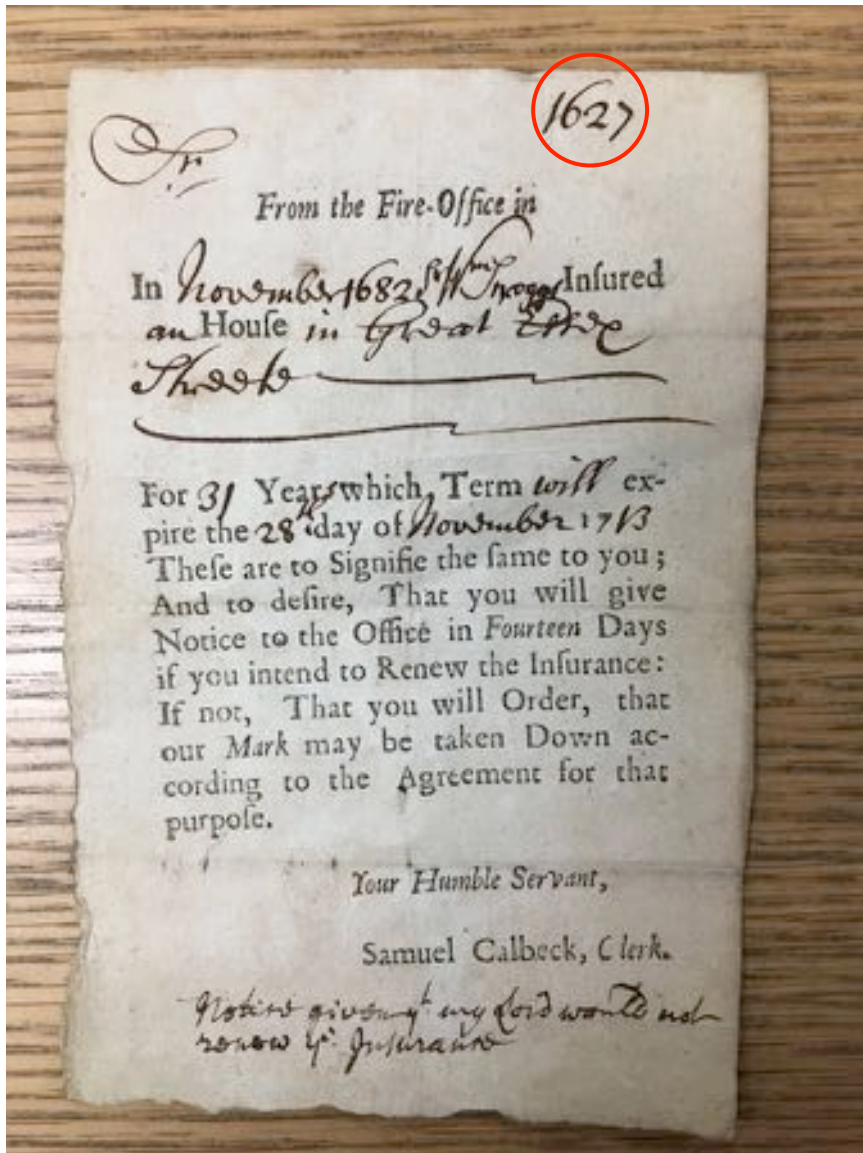 1627
Sr
From the Fire-Office in
In November 1682 Sr Wm Scroggs Inſured
an Houſe in Great Essex
Streete
For 31 Years which, Term will ex-
pire the 28th day of November 1713
Theſe are to Signifie the ſame to you;
And to deſire, That you will give
Notice to the Office in Fourteen Days
if you intend to Renew the Inſurance:
If not, That you will Order, that
our Mark may be taken Down ac-
cording to the Agreement for that
purpoſe.
Your Humble Servant,
Samuel Calbeck, Clerk.
Notice given yt my Lord would not
renew ye Insurance